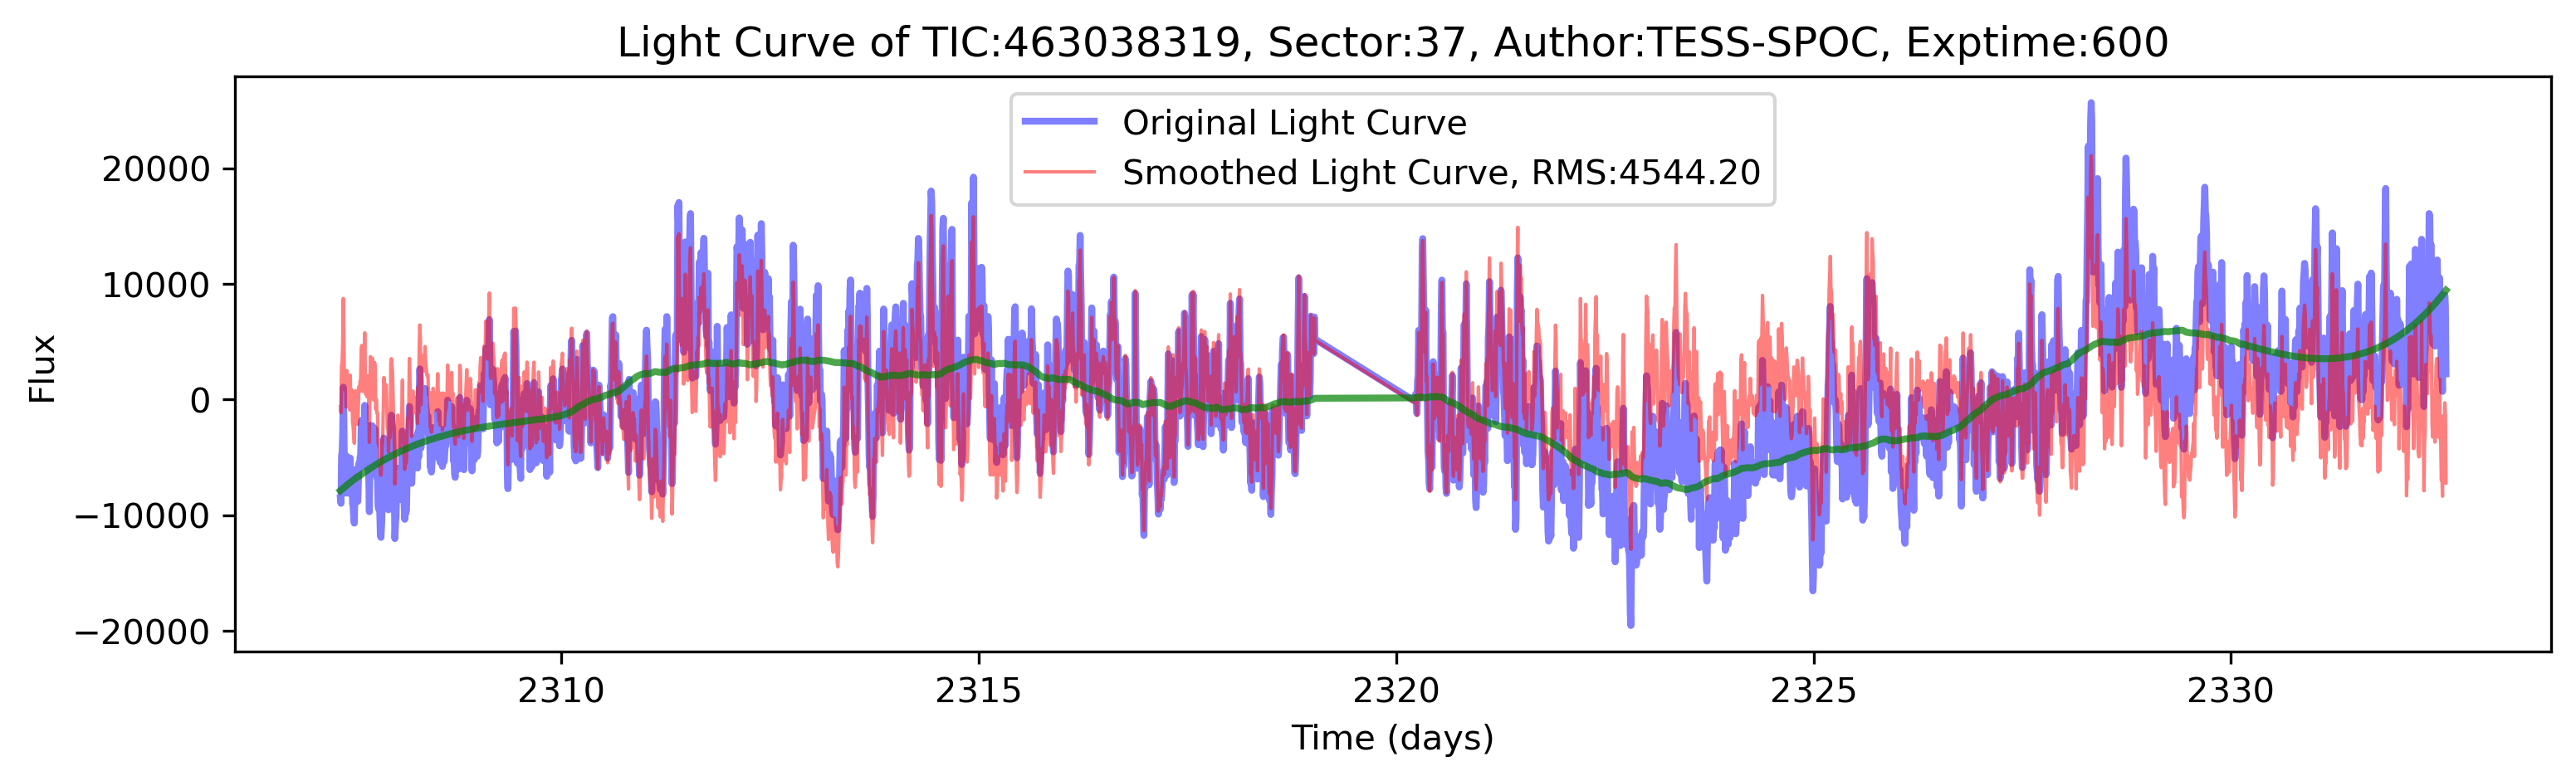 Light Curve of TIC:463038319, Sector:37, Author:TESS-SPOC, Exptime:600
Original Light Curve
Smoothed Light Curve, RMS:4544.20
Flux
20000
10000
0
−10000
−20000
2310
2315
2320
2325
2330
Time (days)